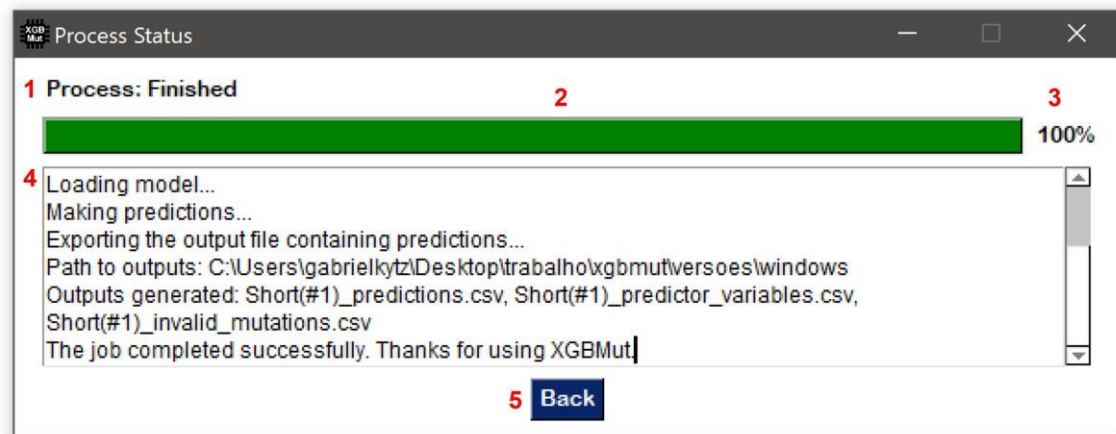 XGB
Mut
Process Status
1 Process: Finished
2
3
100%
4 Loading model...
Making predictions...
Exporting the output file containing predictions...
Path to outputs: C:\Users\gabrielkytz\Desktop\trabalho\xgbmut\versoes\windows
Outputs generated: Short(#1)_predictions.csv, Short(#1)_predictor_variables.csv,
Short(#1)_invalid_mutations.csv
The job completed successfully. Thanks for using XGBMut.
5 Back